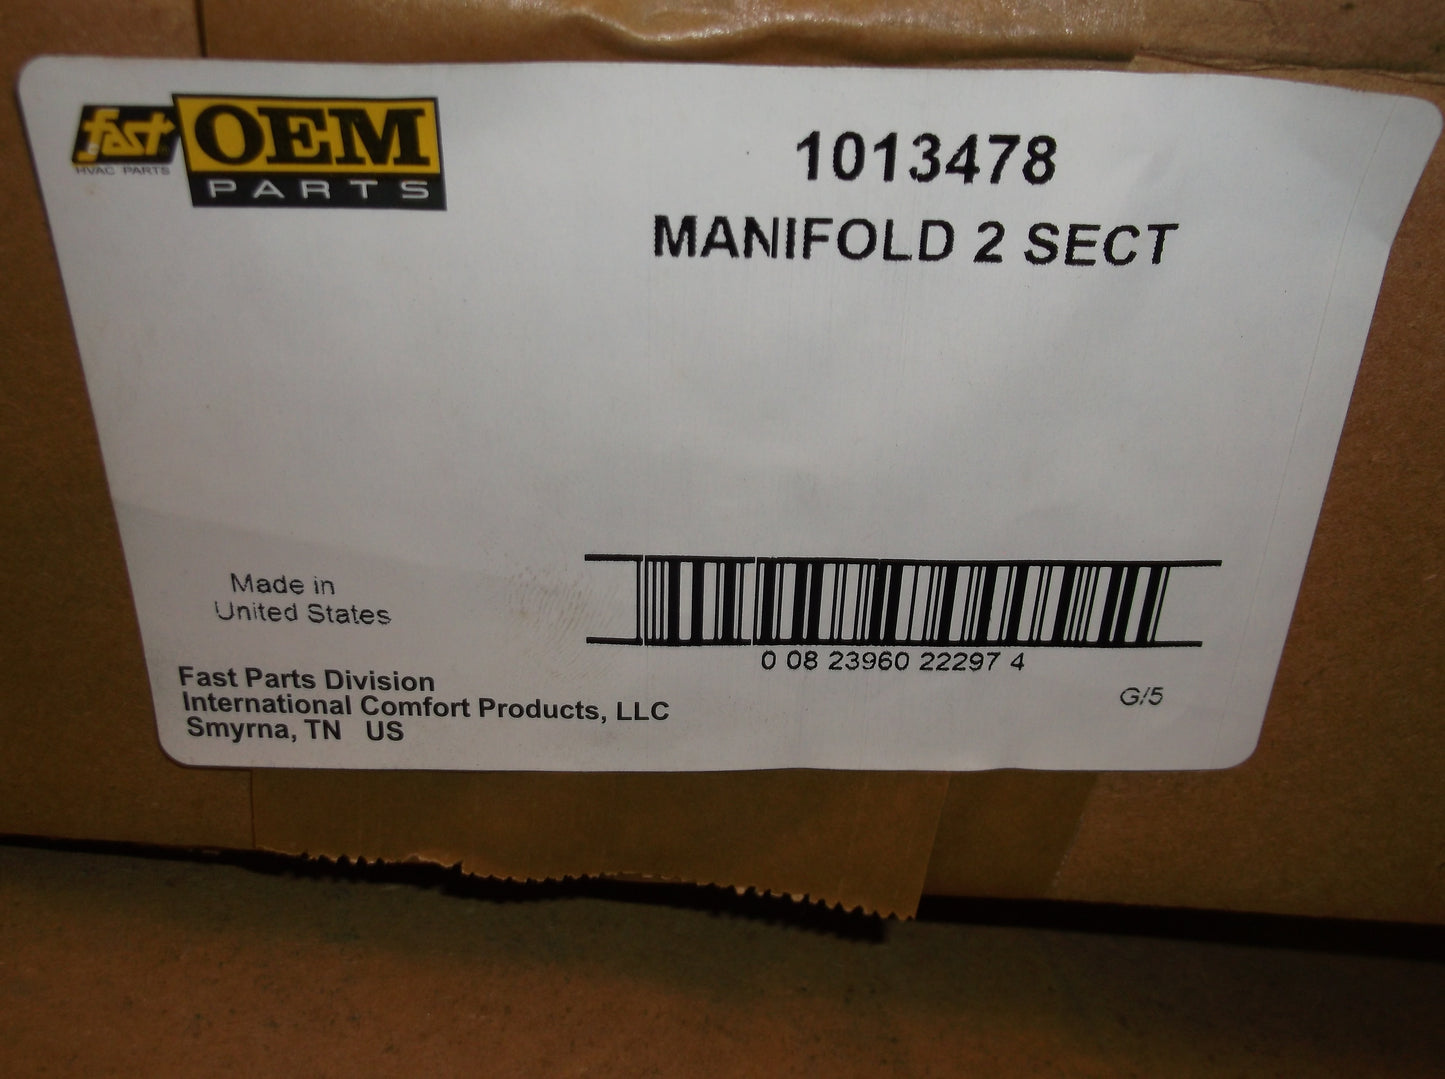 fast
HVAC PARTS
OEM
PARTS
1013478
MANIFOLD 2 SECT
Made in
United States
0 08 23960 22297 4
G/5
Fast Parts Division
International Comfort Products, LLC
Smyrna, TN US